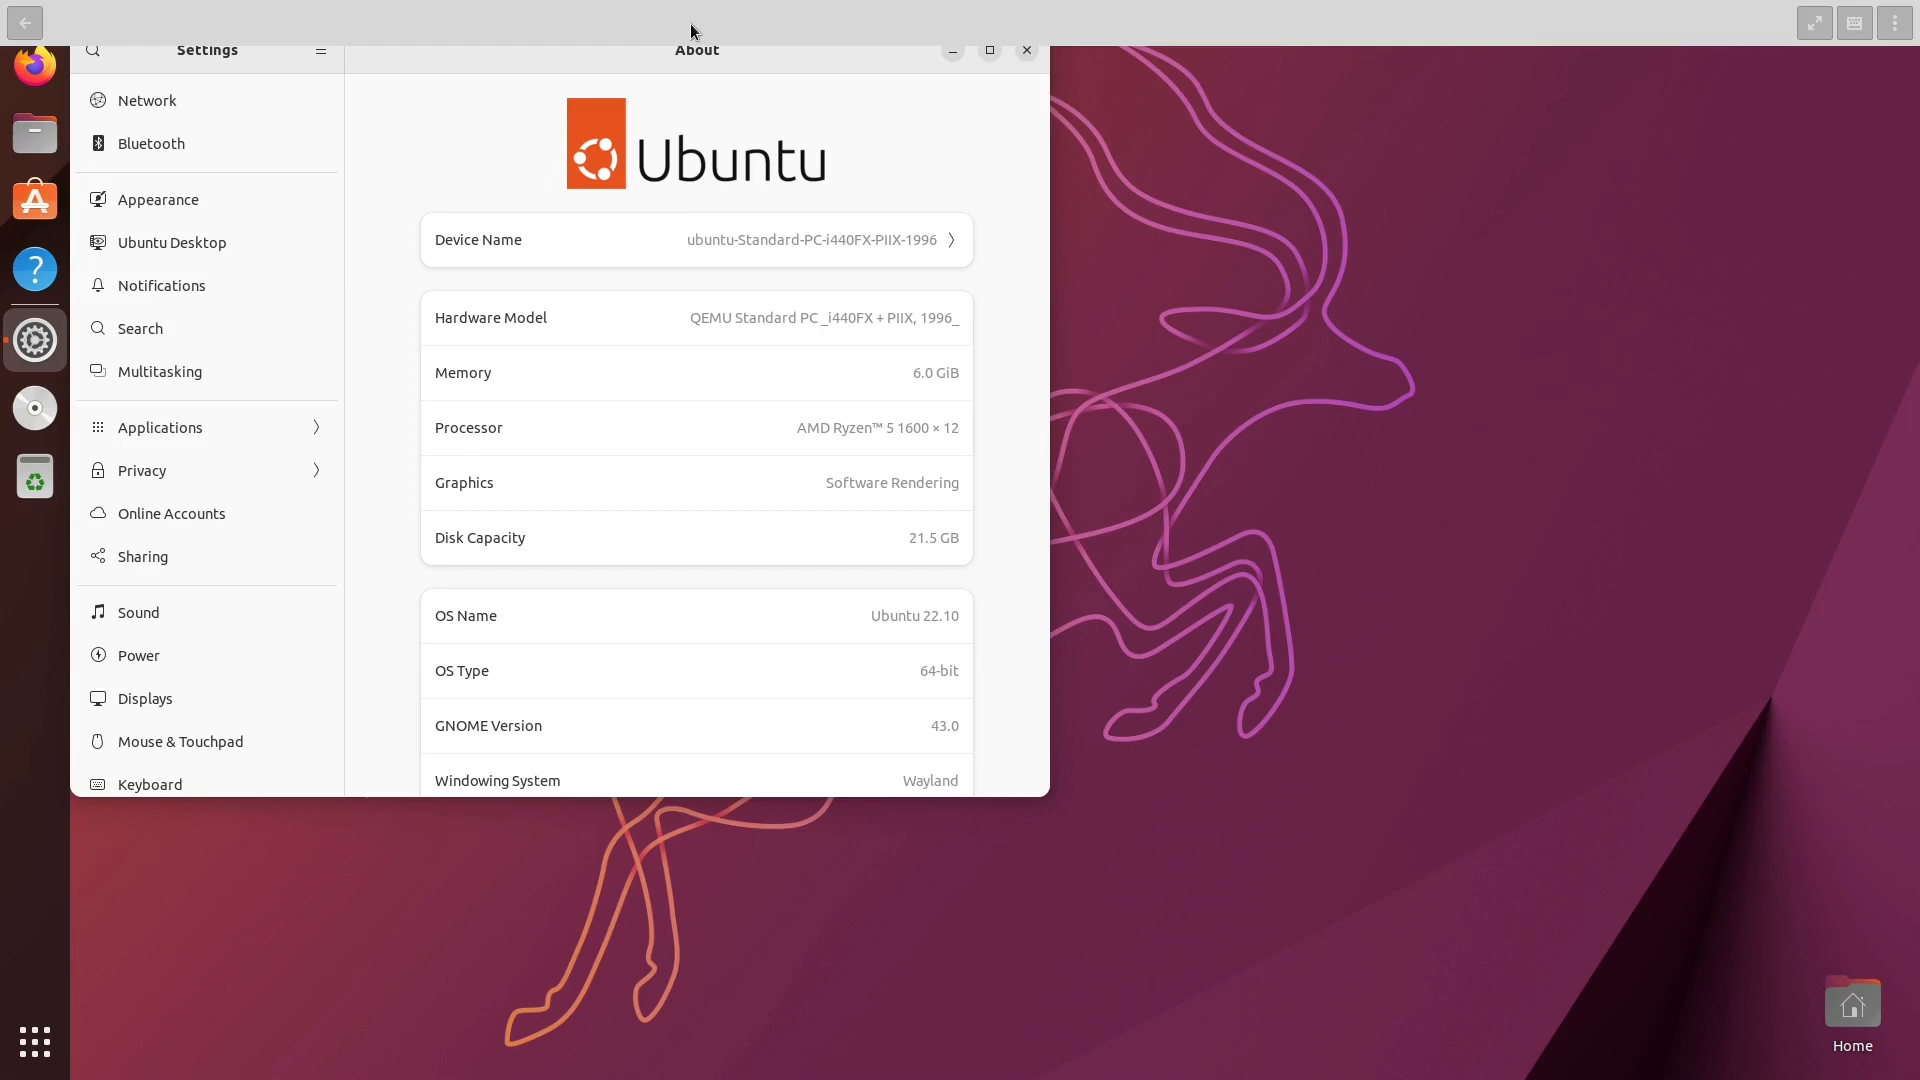 Settings
About
Network
Bluetooth
Appearance
Ubuntu Desktop
Notifications
Search
Multitasking
Applications
Privacy
Online Accounts
Sharing
Sound
Power
Displays
Mouse & Touchpad
Keyboard
Ubuntu
Device Name ubuntu-Standard-PC-i440FX-PIIX-1996
Hardware Model QEMU Standard PC _i440FX + PIIX, 1996_
Memory 6.0 GiB
Processor AMD Ryzen™ 5 1600 × 12
Graphics Software Rendering
Disk Capacity 21.5 GB
OS Name Ubuntu 22.10
OS Type 64-bit
GNOME Version 43.0
Windowing System Wayland
Home